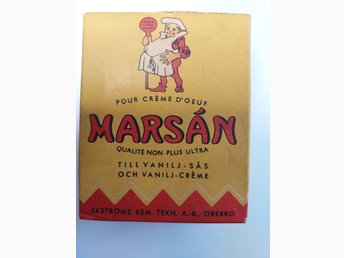 POUR CRÈME D'OEUF
MARSÁN
QUALITÉ NON PLUS ULTRA
TILL VANILJ-SÅS
OCH VANILJ-CRÈME
EKSTRÖMS KEM. TEKN. A.-B., ÖREBRO